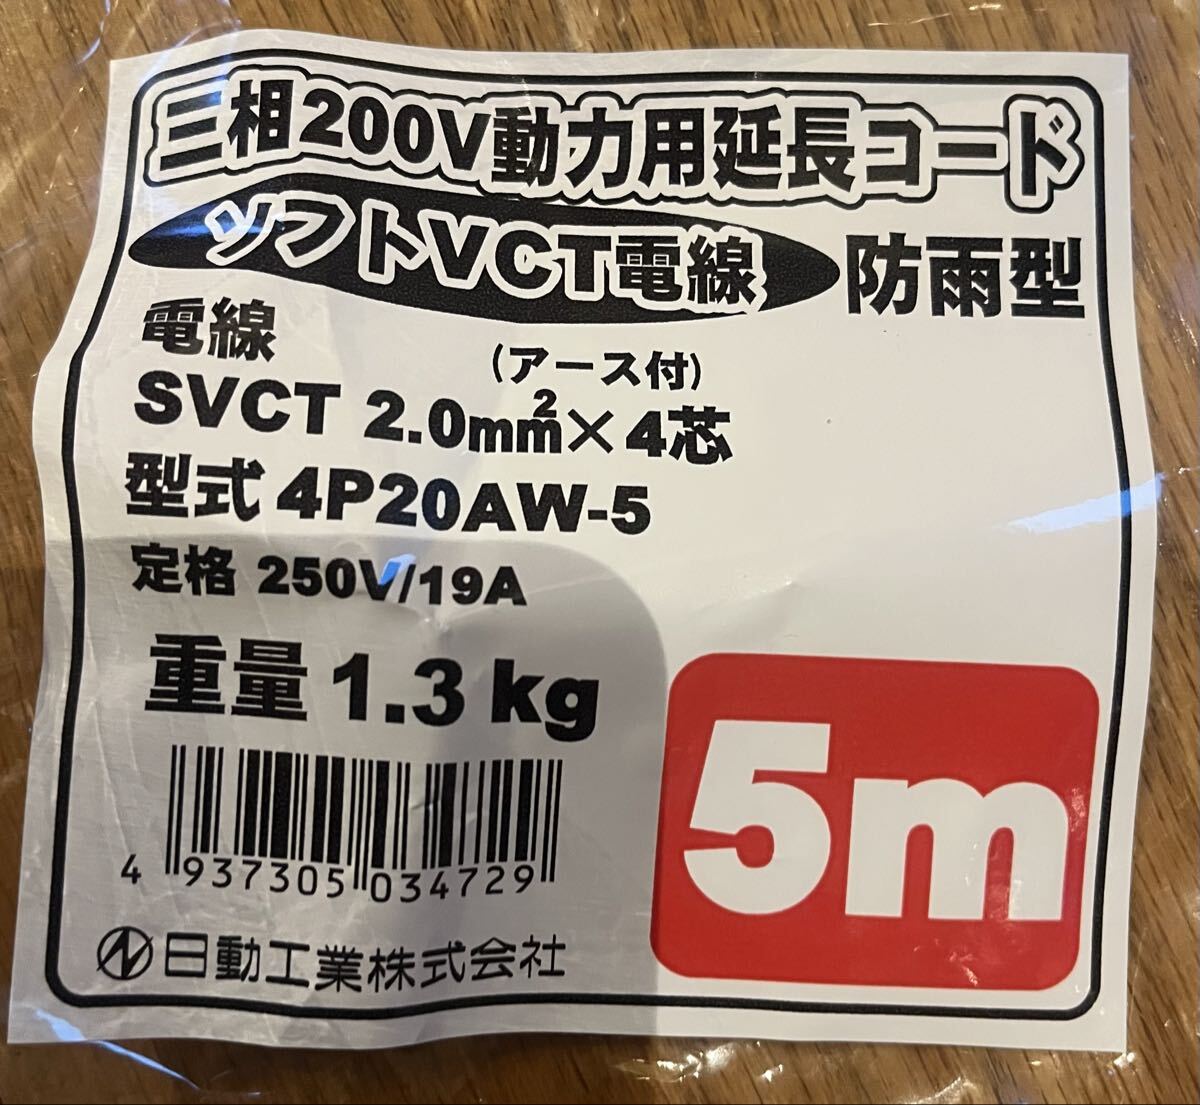 三相200V動力用延長コード
ソフトVCT電線 防雨型
電線
(アース付)
SVCT 2.0mm²×4芯
型式 4P20AW-5
定格 250V/19A
重量 1.3 kg
5m
4 937305 034729
日動工業株式会社